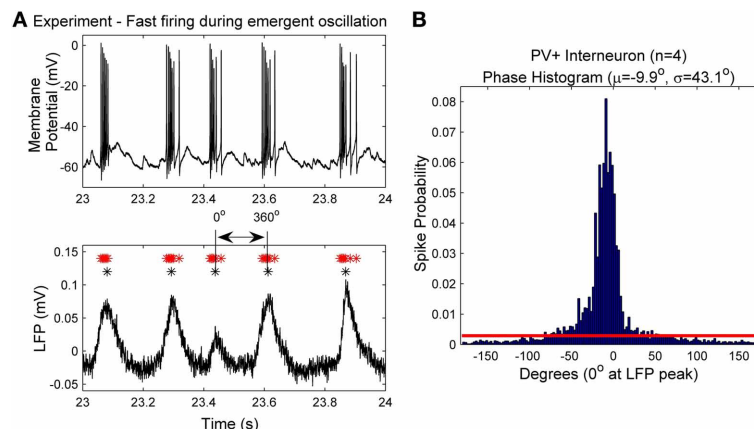 A Experiment - Fast firing during emergent oscillation
Membrane
Potential (mV)
0
-20
-40
-60
23 23.2 23.4 23.6 23.8 24
0° 360°
LFP (mV)
0.15
0.1
0.05
0
-0.05
23 23.2 23.4 23.6 23.8 24
Time (s)
B
PV+ Interneuron (n=4)
Phase Histogram (μ=-9.9°, σ=43.1°)
Spike Probability
0.08
0.07
0.06
0.05
0.04
0.03
0.02
0.01
0
-150 -100 -50 0 50 100 150
Degrees (0° at LFP peak)